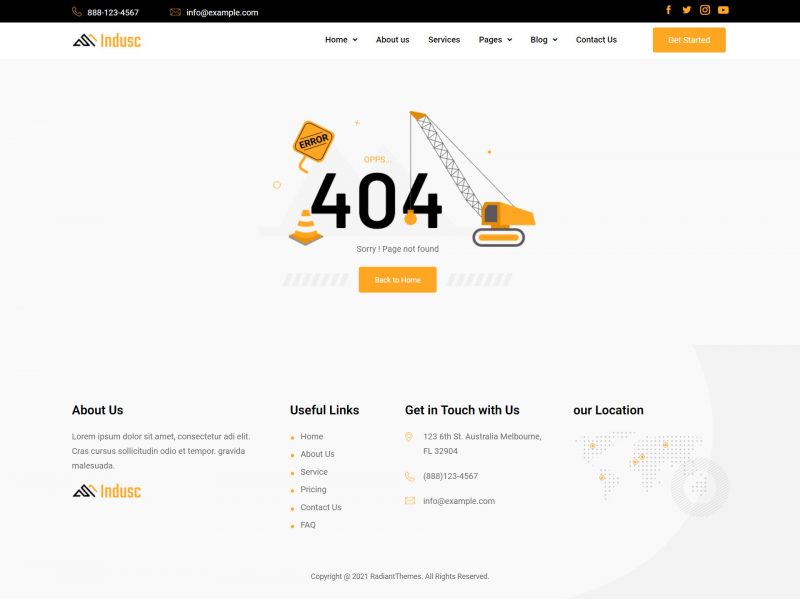 888-123-4567
info@example.com
Indusc
Home
About us
Services
Pages
Blog
Contact Us
Get Started
ERROR
OPPS...
404
Sorry ! Page not found
Back to Home
About Us
Lorem ipsum dolor sit amet, consectetur adi elit.
Cras cursus sollicitudin odio et tempor. gravida
malesuada.
Indusc
Useful Links
Home
About Us
Service
Pricing
Contact Us
FAQ
Get in Touch with Us
123 6th St. Australia Melbourne,
FL 32904
(888)123-4567
info@example.com
our Location
Copyright @ 2021 RadiantThemes. All Rights Reserved.